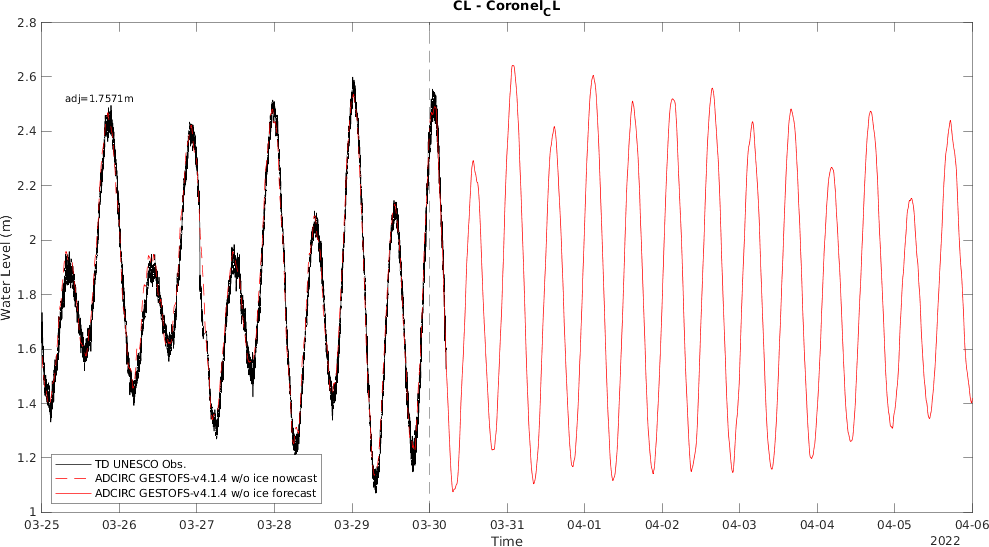 CL - Coronel_CL
2.8
2.6
adj=1.7571m
2.4
2.2
2
1.8
1.6
1.4
1.2
1
Water Level (m)
TD UNESCO Obs.
ADCIRC GESTOFS-v4.1.4 w/o ice nowcast
ADCIRC GESTOFS-v4.1.4 w/o ice forecast
03-25 03-26 03-27 03-28 03-29 03-30 03-31 04-01 04-02 04-03 04-04 04-05 04-06
Time
2022